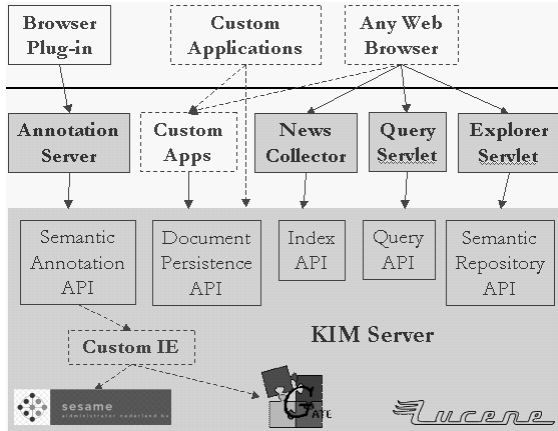 Browser
Plug-in
Custom
Applications
Any Web
Browser
Annotation
Server
Custom
Apps
News
Collector
Query
Servlet
Explorer
Servlet
Semantic
Annotation
API
Document
Persistence
API
Index
API
Query
API
Semantic
Repository
API
KIM Server
Custom IE
sesame
GATE
Lucene